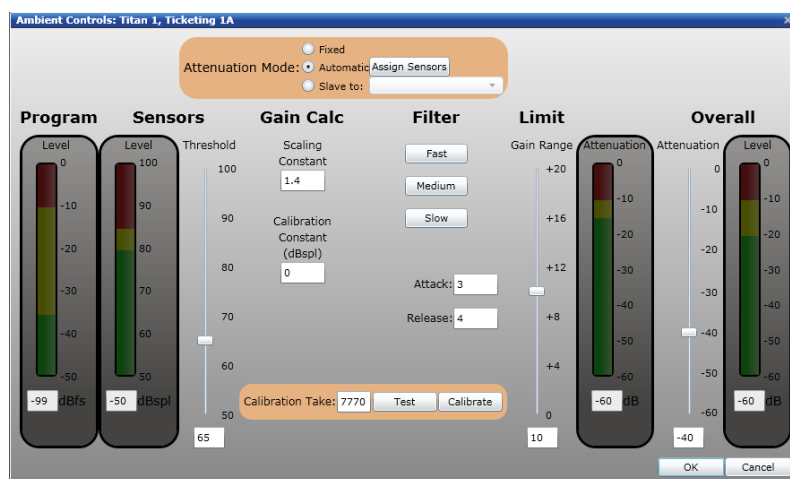 Ambient Controls: Titan 1, Ticketing 1A
x
Fixed
Attenuation Mode: Automatic Assign Sensors
Slave to:
Program Sensors Gain Calc Filter Limit Overall
Level Level Threshold Scaling Constant Gain Range Attenuation Attenuation Level
0 100 100 1.4 Fast +20 0 0 0
-10 90 90 Medium +16 -10 -10 -10
-20 80 80 Calibration Constant (dBspl) Slow +12 -20 -20 -20
-30 70 70 0 Attack: 3 +8 -30 -30 -30
-40 60 60 Release: 4 +4 -40 -40 -40
-50 50 50 0 -50 -50 -50
-60 -60 -60
-99 dBfs -50 dBspl Calibration Take: 7770 Test Calibrate -60 dB -60 dB
65 10 -40
OK Cancel